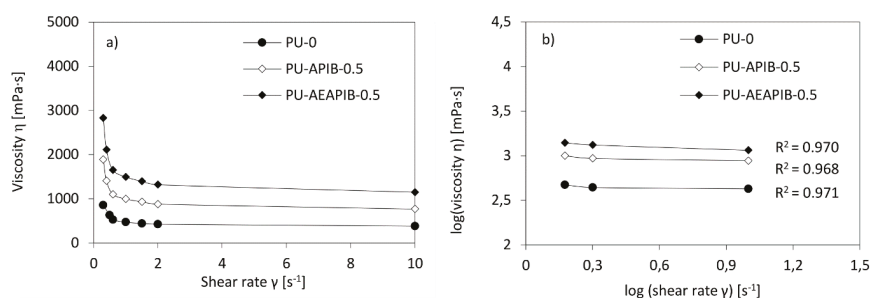 a)
PU-0
PU-APIB-0.5
PU-AEAPIB-0.5
Viscosity η [mPa·s]
5000
4000
3000
2000
1000
0
0 2 4 6 8 10
Shear rate γ [s⁻¹]
b)
PU-0
PU-APIB-0.5
PU-AEAPIB-0.5
log(viscosity η) [mPa·s]
3,5
3
2,5
2
R² = 0.970
R² = 0.968
R² = 0.971
0 0,3 0,6 0,9 1,2 1,5
log (shear rate γ) [s⁻¹]